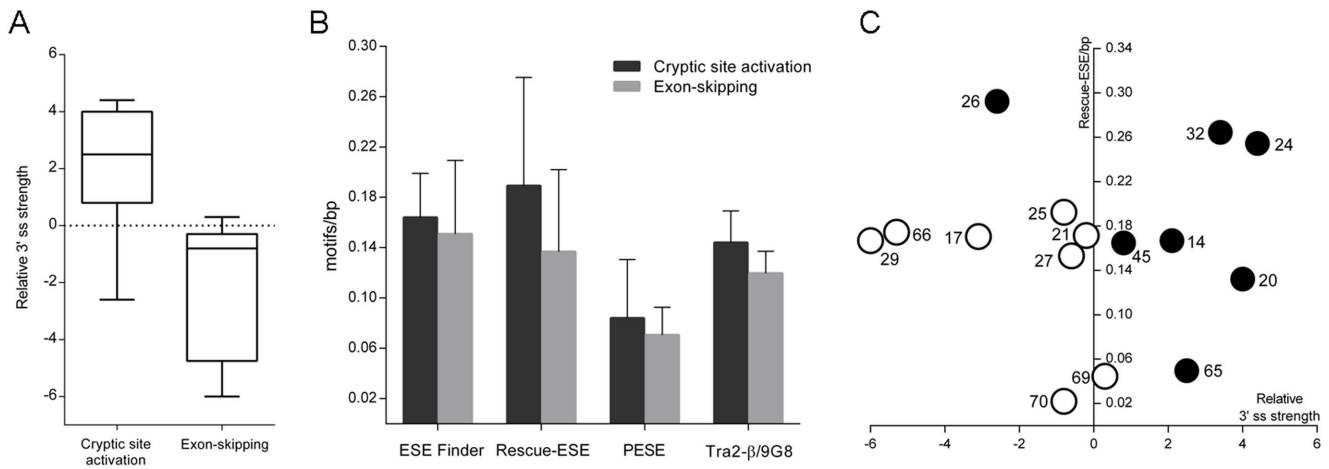 A
6
4
2
0
-2
-4
-6
Relative 3' ss strength
Cryptic site
activation
Exon-skipping
B
0.30
0.26
0.22
0.18
0.14
0.10
0.06
0.02
motifs/bp
Cryptic site activation
Exon-skipping
ESE Finder
Rescue-ESE
PESE
Tra2-β/9G8
C
Rescue-ESE/bp
0.34
0.30
0.26
0.22
0.18
0.14
0.10
0.06
0.02
26
32
24
25
21
66
17
29
27
45
14
20
69
65
70
Relative
3' ss strength
-6
-4
-2
0
2
4
6